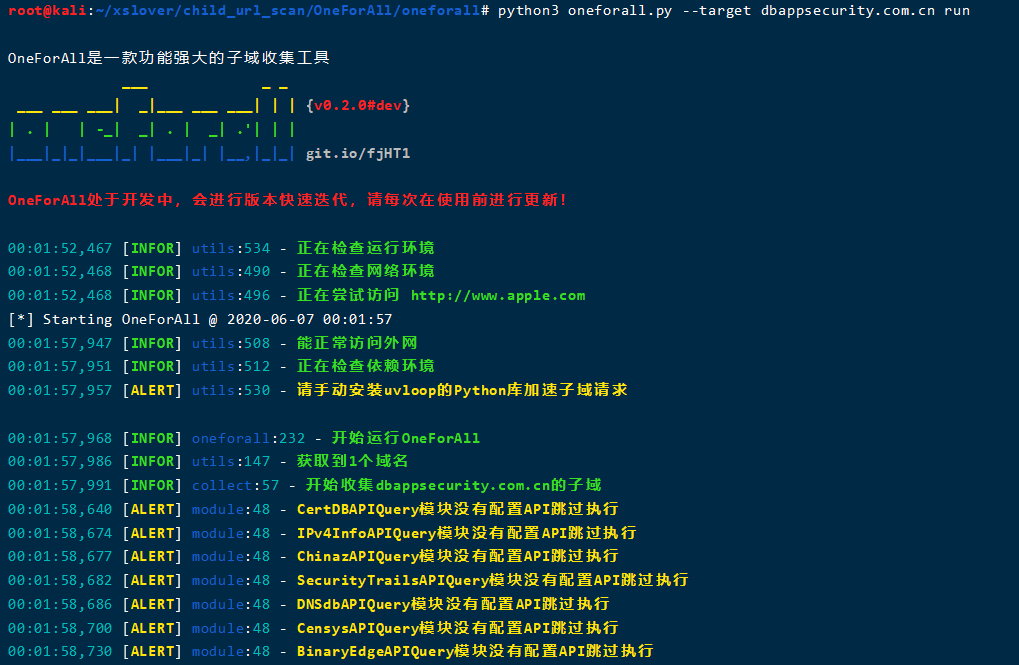 root@kali:~/xslover/child_url_scan/OneForAll/oneforall# python3 oneforall.py --target dbappsecurity.com.cn run
OneForAll是一款功能强大的子域收集工具
{v0.2.0#dev}
git.io/fjHT1
OneForAll处于开发中，会进行版本快速迭代，请每次在使用前进行更新！
00:01:52,467 [INFOR] utils:534 - 正在检查运行环境
00:01:52,468 [INFOR] utils:490 - 正在检查网络环境
00:01:52,468 [INFOR] utils:496 - 正在尝试访问 http://www.apple.com
[*] Starting OneForAll @ 2020-06-07 00:01:57
00:01:57,947 [INFOR] utils:508 - 能正常访问外网
00:01:57,951 [INFOR] utils:512 - 正在检查依赖环境
00:01:57,957 [ALERT] utils:530 - 请手动安装uvloop的Python库加速子域请求
00:01:57,968 [INFOR] oneforall:232 - 开始运行OneForAll
00:01:57,986 [INFOR] utils:147 - 获取到1个域名
00:01:57,991 [INFOR] collect:57 - 开始收集dbappsecurity.com.cn的子域
00:01:58,640 [ALERT] module:48 - CertDBAPIQuery模块没有配置API跳过执行
00:01:58,674 [ALERT] module:48 - IPv4InfoAPIQuery模块没有配置API跳过执行
00:01:58,677 [ALERT] module:48 - ChinazAPIQuery模块没有配置API跳过执行
00:01:58,682 [ALERT] module:48 - SecurityTrailsAPIQuery模块没有配置API跳过执行
00:01:58,686 [ALERT] module:48 - DNSdbAPIQuery模块没有配置API跳过执行
00:01:58,700 [ALERT] module:48 - CensysAPIQuery模块没有配置API跳过执行
00:01:58,730 [ALERT] module:48 - BinaryEdgeAPIQuery模块没有配置API跳过执行